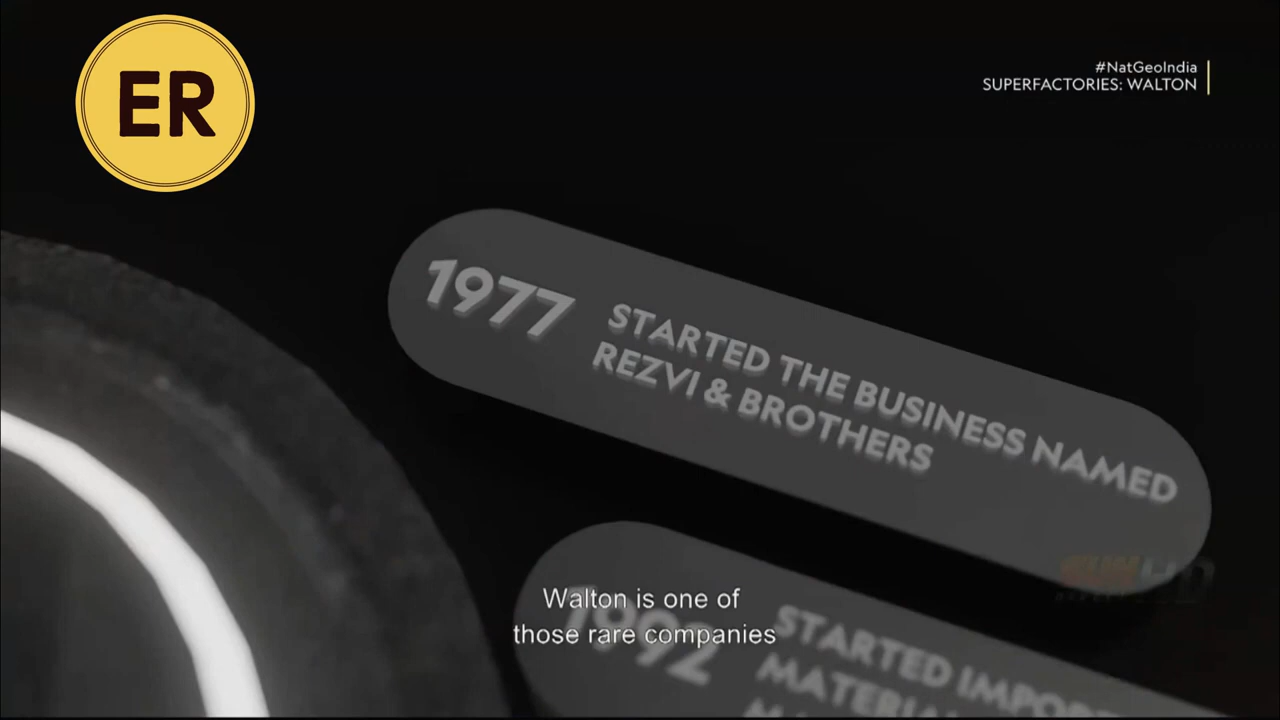 ER
#NatGeoIndia
SUPERFACTORIES: WALTON
1977
STARTED THE BUSINESS NAMED
REZVI & BROTHERS
1992
STARTED
Walton is one of
those rare companies